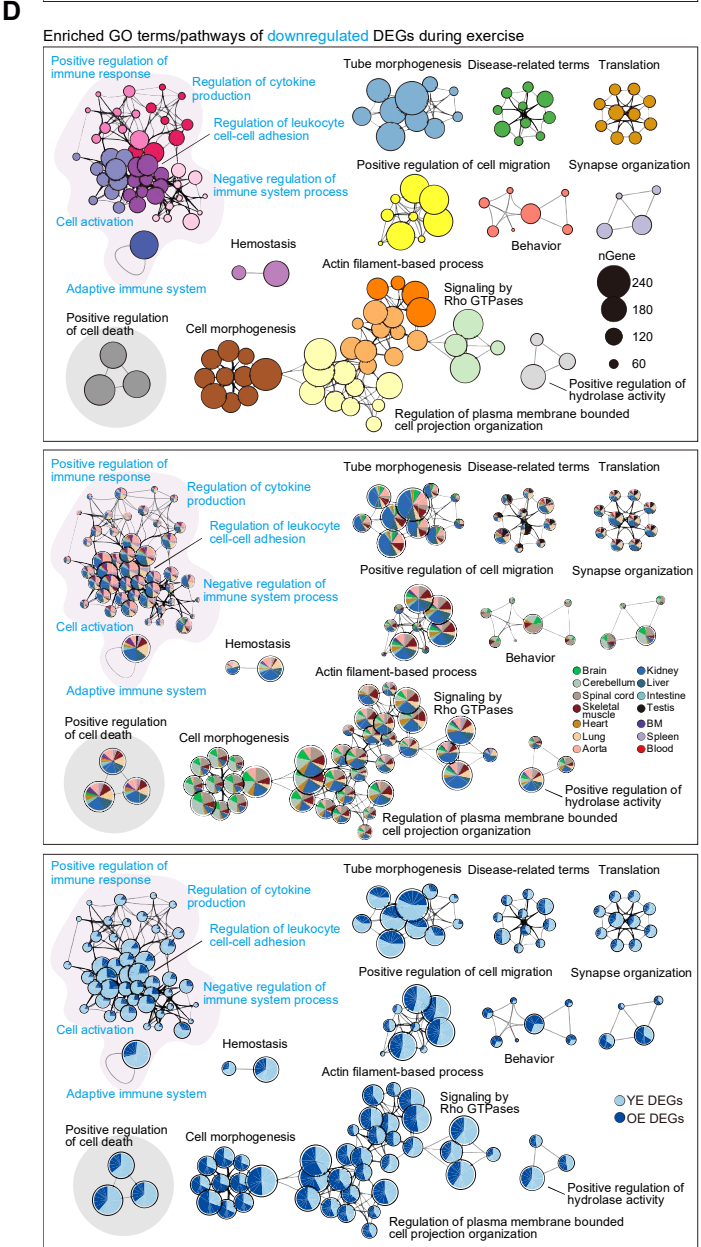 D
Enriched GO terms/pathways of downregulated DEGs during exercise
Positive regulation of
immune response
Regulation of cytokine
production
Regulation of leukocyte
cell-cell adhesion
Negative regulation of
immune system process
Cell activation
Adaptive immune system
Tube morphogenesis
Disease-related terms
Translation
Positive regulation of cell migration
Synapse organization
Hemostasis
Behavior
Actin filament-based process
Signaling by
Rho GTPases
nGene
240
180
120
60
Positive regulation
of cell death
Cell morphogenesis
Positive regulation of
hydrolase activity
Regulation of plasma membrane bounded
cell projection organization
Positive regulation of
immune response
Regulation of cytokine
production
Regulation of leukocyte
cell-cell adhesion
Negative regulation of
immune system process
Cell activation
Adaptive immune system
Tube morphogenesis
Disease-related terms
Translation
Positive regulation of cell migration
Synapse organization
Hemostasis
Behavior
Actin filament-based process
Signaling by
Rho GTPases
Brain
Cerebellum
Spinal cord
Skeletal
muscle
Heart
Lung
Aorta
Kidney
Liver
Intestine
Testis
BM
Spleen
Blood
Positive regulation
of cell death
Cell morphogenesis
Positive regulation of
hydrolase activity
Regulation of plasma membrane bounded
cell projection organization
Positive regulation of
immune response
Regulation of cytokine
production
Regulation of leukocyte
cell-cell adhesion
Negative regulation of
immune system process
Cell activation
Adaptive immune system
Tube morphogenesis
Disease-related terms
Translation
Positive regulation of cell migration
Synapse organization
Hemostasis
Behavior
Actin filament-based process
Signaling by
Rho GTPases
YE DEGs
OE DEGs
Positive regulation
of cell death
Cell morphogenesis
Positive regulation of
hydrolase activity
Regulation of plasma membrane bounded
cell projection organization